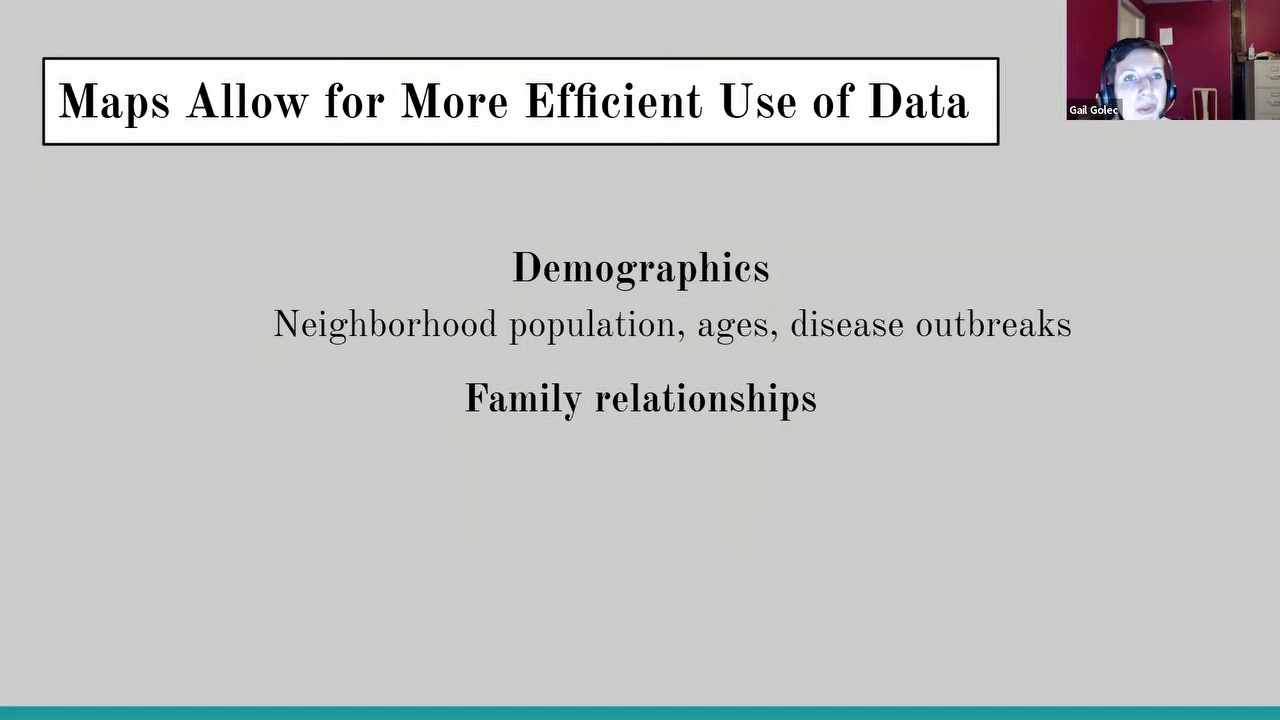 Maps Allow for More Efficient Use of Data
Gail Golec
Demographics
Neighborhood population, ages, disease outbreaks
Family relationships